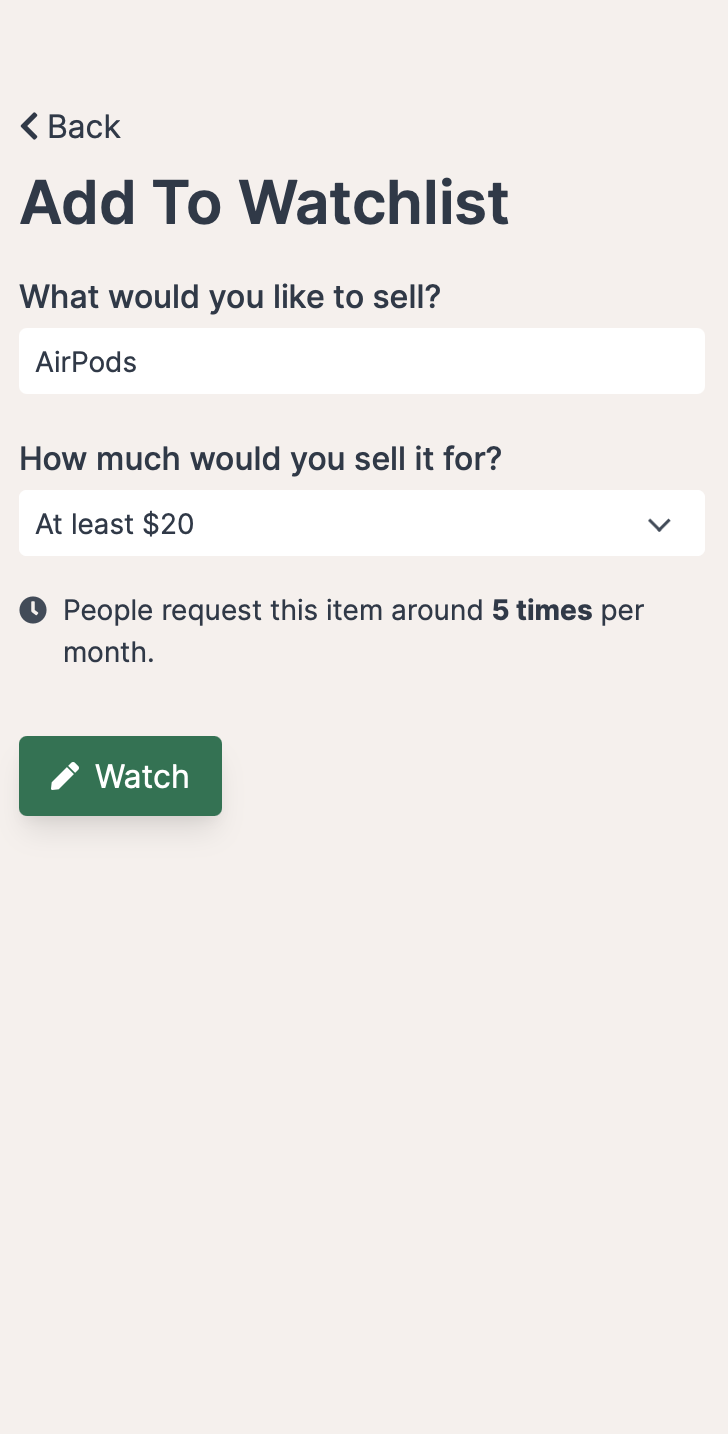 Back
Add To Watchlist
What would you like to sell?
AirPods
How much would you sell it for?
At least $20
People request this item around 5 times per
month.
Watch